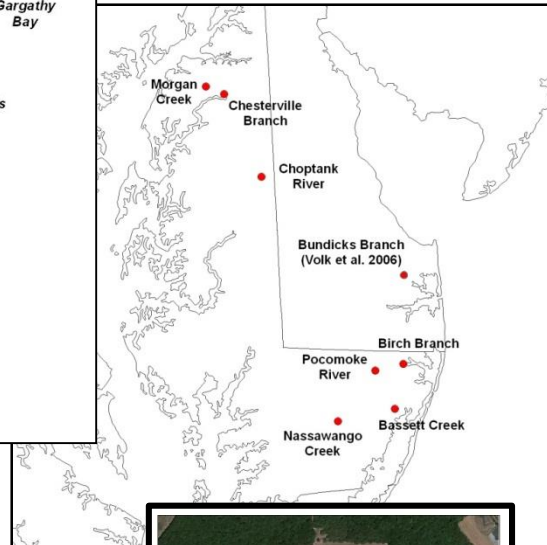 Gargathy
Bay
s
Morgan
Creek
Chesterville
Branch
Choptank
River
Bundicks Branch
(Volk et al. 2006)
Birch Branch
Pocomoke
River
Bassett Creek
Nassawango
Creek